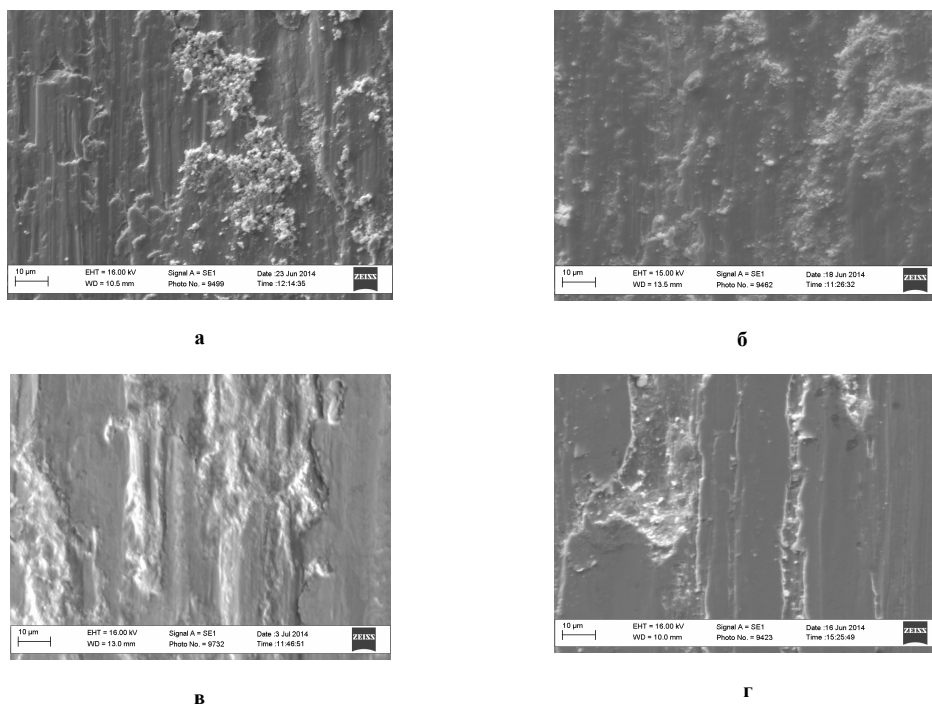 10 µm EHT = 16.00 kV Signal A = SE1 Date :23 Jun 2014 ZEISS
WD = 10.5 mm Photo No. = 9499 Time :12:14:35
а
10 µm EHT = 15.00 kV Signal A = SE1 Date :18 Jun 2014 ZEISS
WD = 13.5 mm Photo No. = 9462 Time :11:26:32
б
10 µm EHT = 16.00 kV Signal A = SE1 Date :3 Jul 2014 ZEISS
WD = 13.0 mm Photo No. = 9732 Time :11:46:51
в
10 µm EHT = 16.00 kV Signal A = SE1 Date :16 Jun 2014 ZEISS
WD = 10.0 mm Photo No. = 9423 Time :15:25:49
г